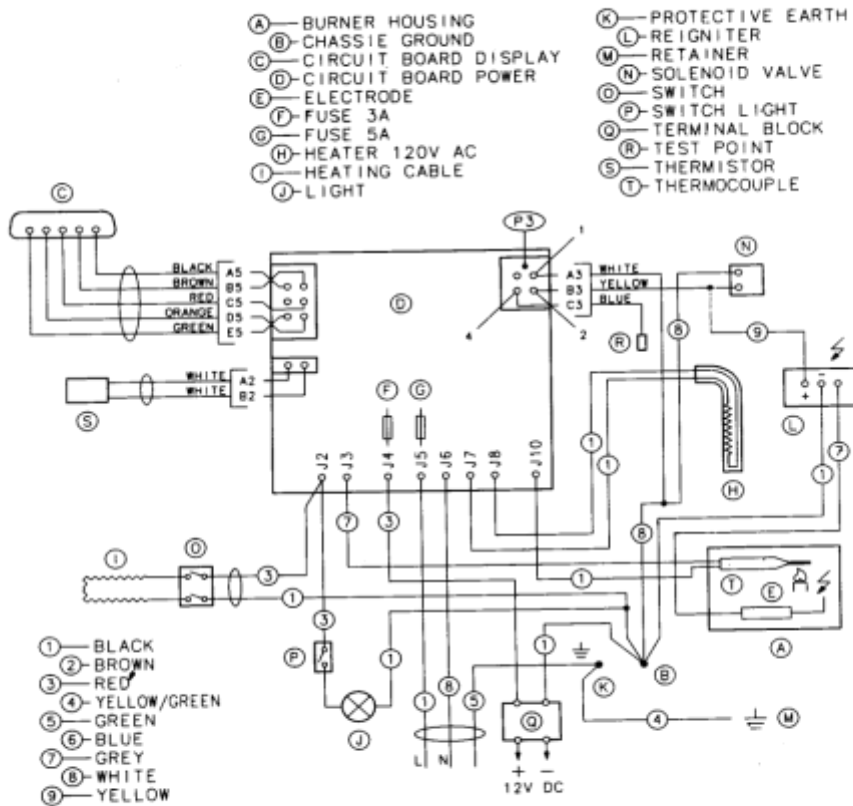 A BURNER HOUSING
B CHASSIE GROUND
C CIRCUIT BOARD DISPLAY
D CIRCUIT BOARD POWER
E ELECTRODE
F FUSE 3A
G FUSE 5A
H HEATER 120V AC
I HEATING CABLE
J LIGHT
K PROTECTIVE EARTH
L REIGNITER
M RETAINER
N SOLENOID VALVE
O SWITCH
P SWITCH LIGHT
Q TERMINAL BLOCK
R TEST POINT
S THERMISTOR
T THERMOCOUPLE
C
BLACK A5
BROWN B5
RED C5
ORANGE D5
GREEN E5
WHITE A2
WHITE B2
S
D
P3
1
4
2
A3 WHITE
B3 YELLOW
C3 BLUE
R
N
8
9
L
+ -
1
7
H
1
1
F
G
J2
J3
J4
J5
J6
J7
J8
J10
7
3
8
1
T
E
A
I
O
3
1
3
P
J
1
1
8
5
L N
1
Q
+ -
12V DC
K
B
4
M
1 BLACK
2 BROWN
3 RED
4 YELLOW/GREEN
5 GREEN
6 BLUE
7 GREY
8 WHITE
9 YELLOW